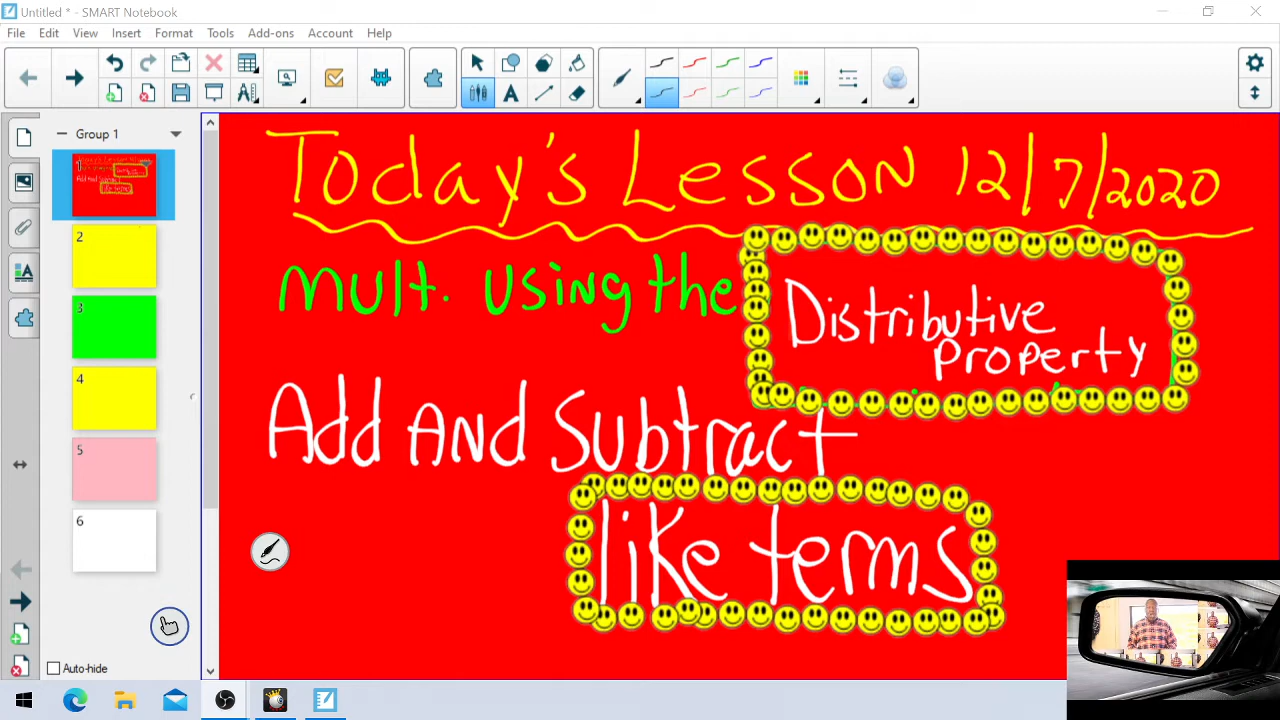 Untitled * - SMART Notebook
File Edit View Insert Format Tools Add-ons Account Help
Group 1
Today's Lesson 12/7/2020
mult. Using the
Distributive
property
Add And Subtract
like terms
1
2
3
4
5
6
Auto-hide